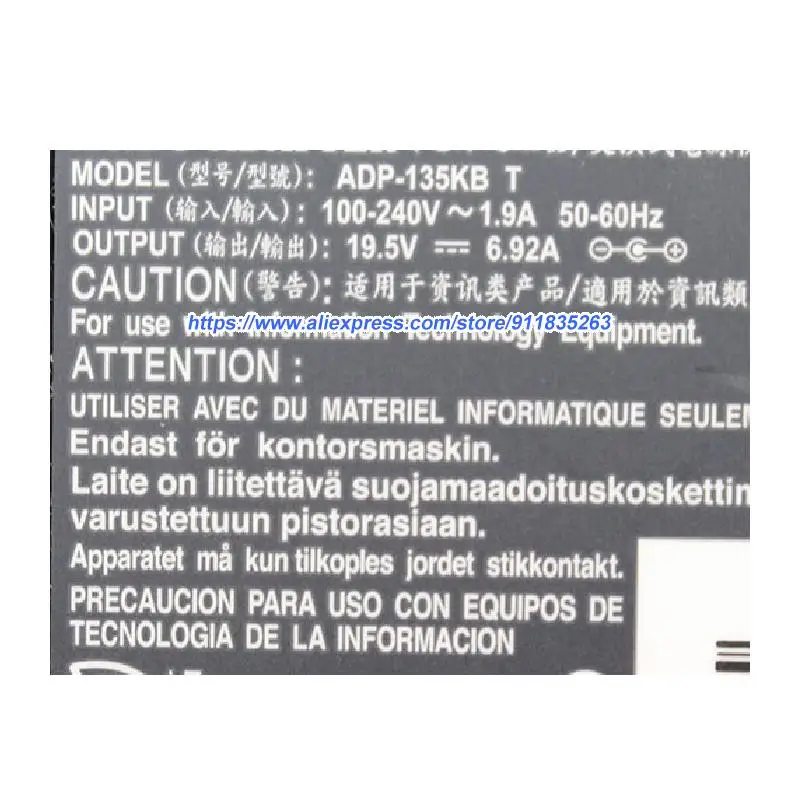 MODEL (型号/型號): ADP-135KB T
INPUT (输入/輸入): 100-240V ~ 1.9A 50-60Hz
OUTPUT (输出/輸出): 19.5V ⎓ 6.92A
CAUTION (警告): 适用于资讯类产品/適用於資訊類
For use with Information Technology Equipment.
https://www.aliexpress.com/store/911835263
ATTENTION :
UTILISER AVEC DU MATERIEL INFORMATIQUE SEULEM
Endast för kontorsmaskin.
Laite on liitettävä suojamaadoituskoskettim
varustettuun pistorasiaan.
Apparatet må kun tilkoples jordet stikkontakt.
PRECAUCION PARA USO CON EQUIPOS DE
TECNOLOGIA DE LA INFORMACION